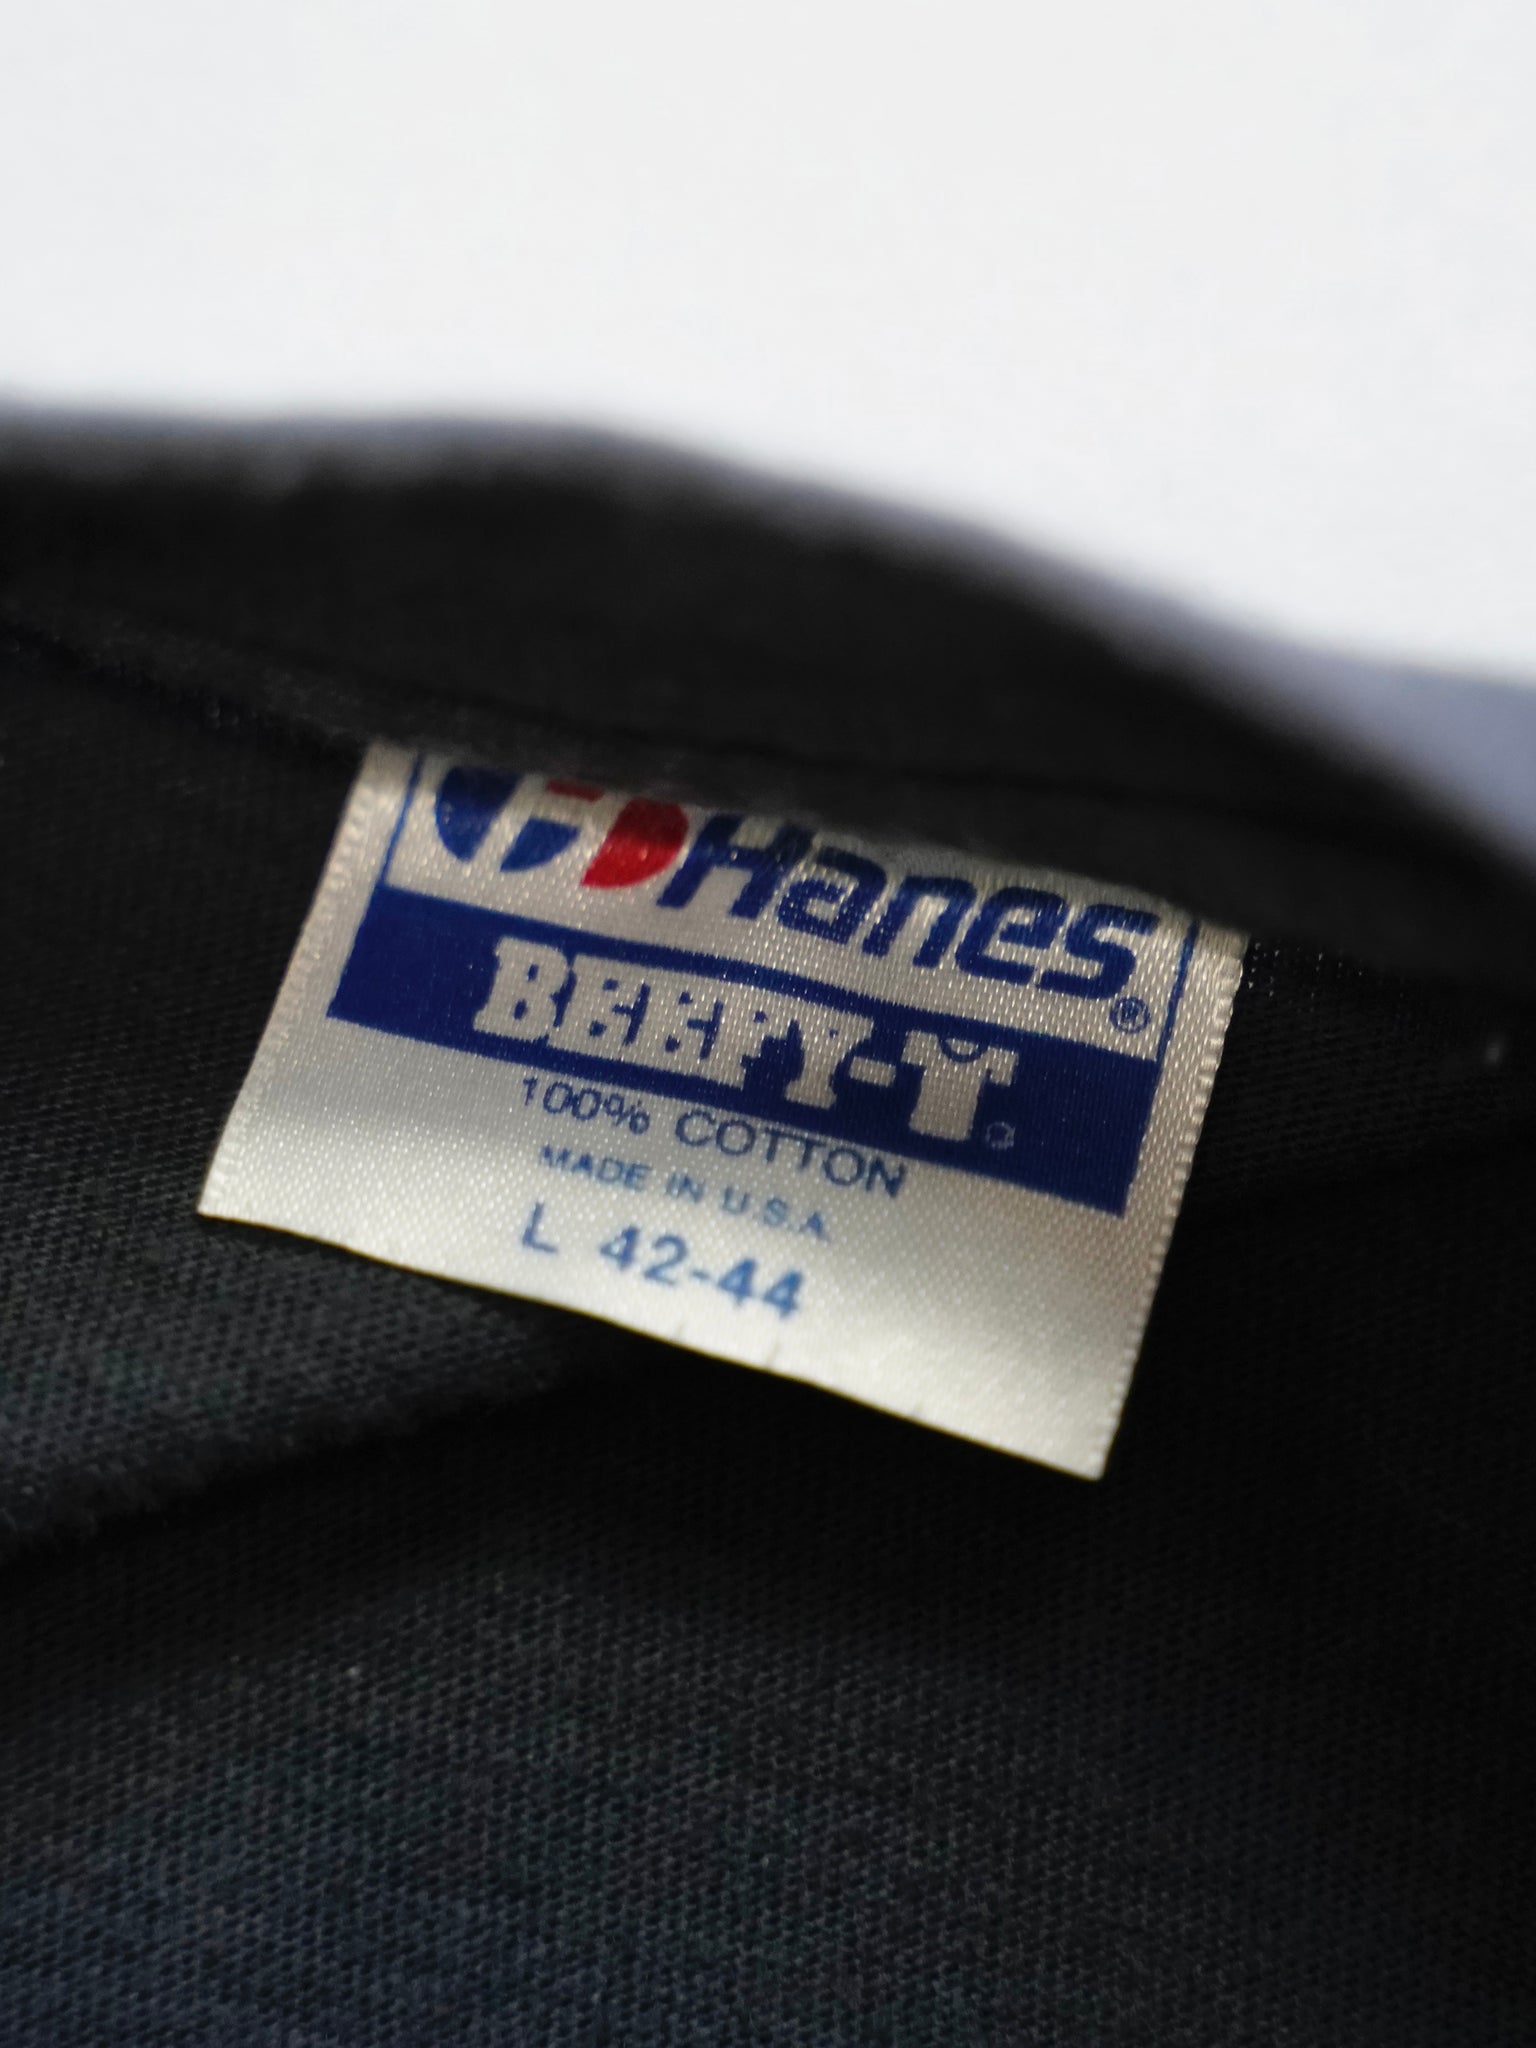 Hanes®
BEEFY-T®
100% COTTON
MADE IN U.S.A.
L 42-44